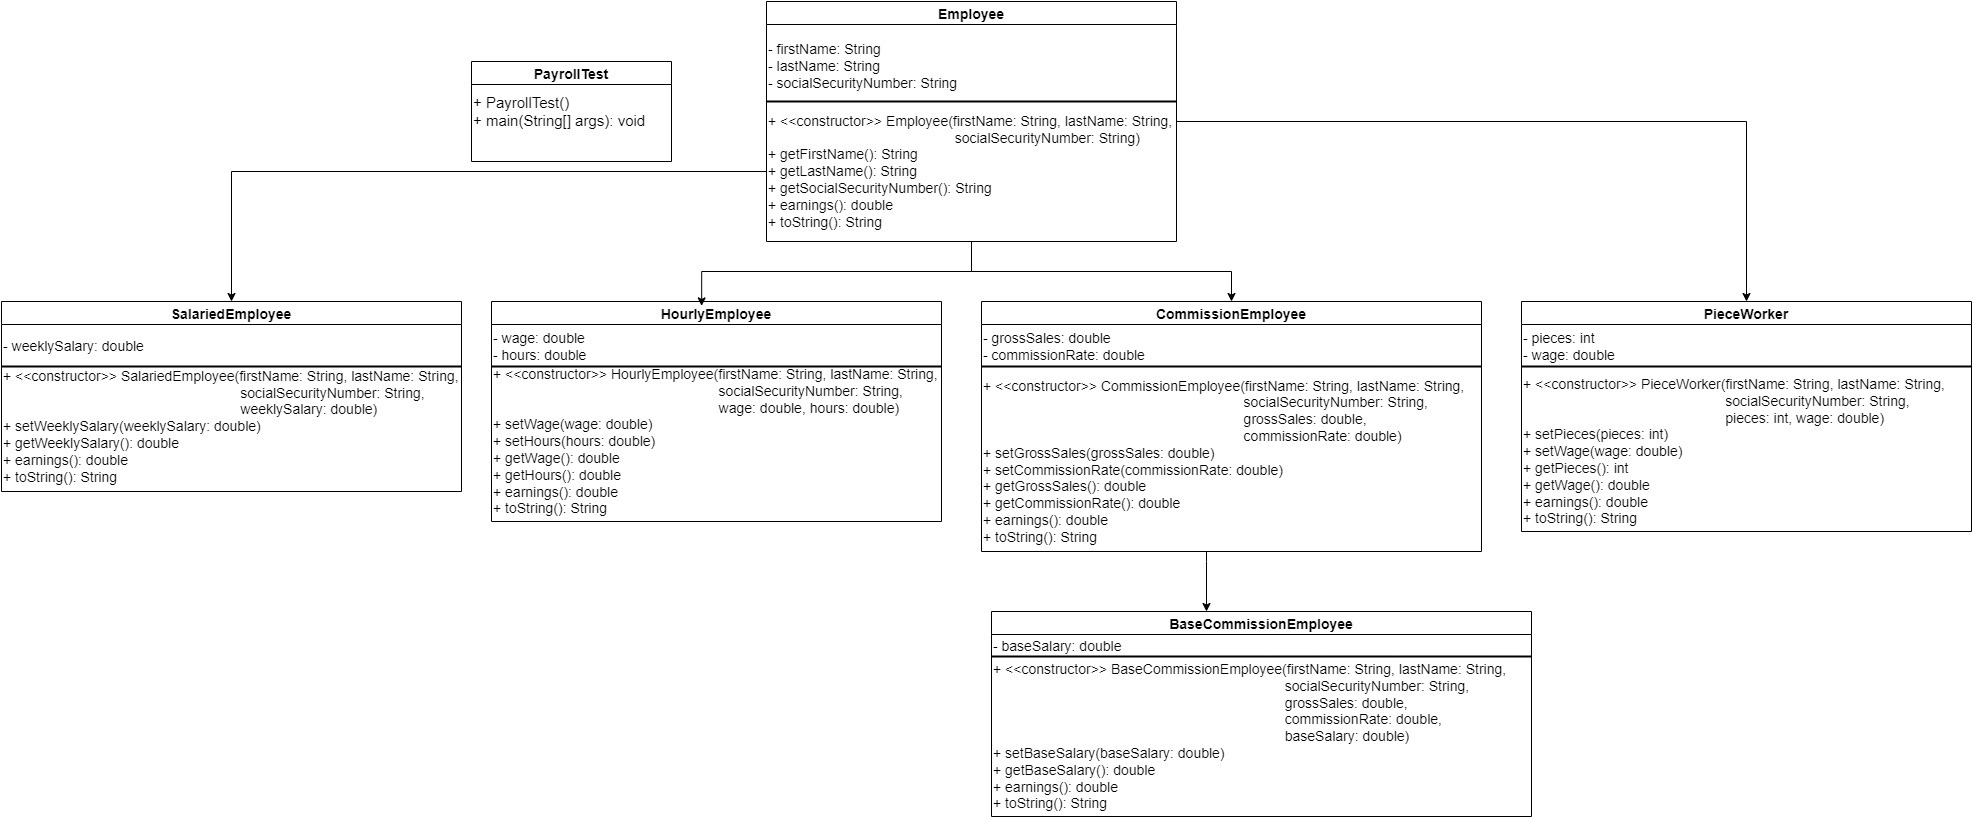 Employee
- firstName: String
- lastName: String
- socialSecurityNumber: String
+ <<constructor>> Employee(firstName: String, lastName: String,
socialSecurityNumber: String)
+ getFirstName(): String
+ getLastName(): String
+ getSocialSecurityNumber(): String
+ earnings(): double
+ toString(): String
PayrollTest
+ PayrollTest()
+ main(String[] args): void
SalariedEmployee
- weeklySalary: double
+ <<constructor>> SalariedEmployee(firstName: String, lastName: String,
socialSecurityNumber: String,
weeklySalary: double)
+ setWeeklySalary(weeklySalary: double)
+ getWeeklySalary(): double
+ earnings(): double
+ toString(): String
HourlyEmployee
- wage: double
- hours: double
+ <<constructor>> HourlyEmployee(firstName: String, lastName: String,
socialSecurityNumber: String,
wage: double, hours: double)
+ setWage(wage: double)
+ setHours(hours: double)
+ getWage(): double
+ getHours(): double
+ earnings(): double
+ toString(): String
CommissionEmployee
- grossSales: double
- commissionRate: double
+ <<constructor>> CommissionEmployee(firstName: String, lastName: String,
socialSecurityNumber: String,
grossSales: double,
commissionRate: double)
+ setGrossSales(grossSales: double)
+ setCommissionRate(commissionRate: double)
+ getGrossSales(): double
+ getCommissionRate(): double
+ earnings(): double
+ toString(): String
PieceWorker
- pieces: int
- wage: double
+ <<constructor>> PieceWorker(firstName: String, lastName: String,
socialSecurityNumber: String,
pieces: int, wage: double)
+ setPieces(pieces: int)
+ setWage(wage: double)
+ getPieces(): int
+ getWage(): double
+ earnings(): double
+ toString(): String
BaseCommissionEmployee
- baseSalary: double
+ <<constructor>> BaseCommissionEmployee(firstName: String, lastName: String,
socialSecurityNumber: String,
grossSales: double,
commissionRate: double,
baseSalary: double)
+ setBaseSalary(baseSalary: double)
+ getBaseSalary(): double
+ earnings(): double
+ toString(): String